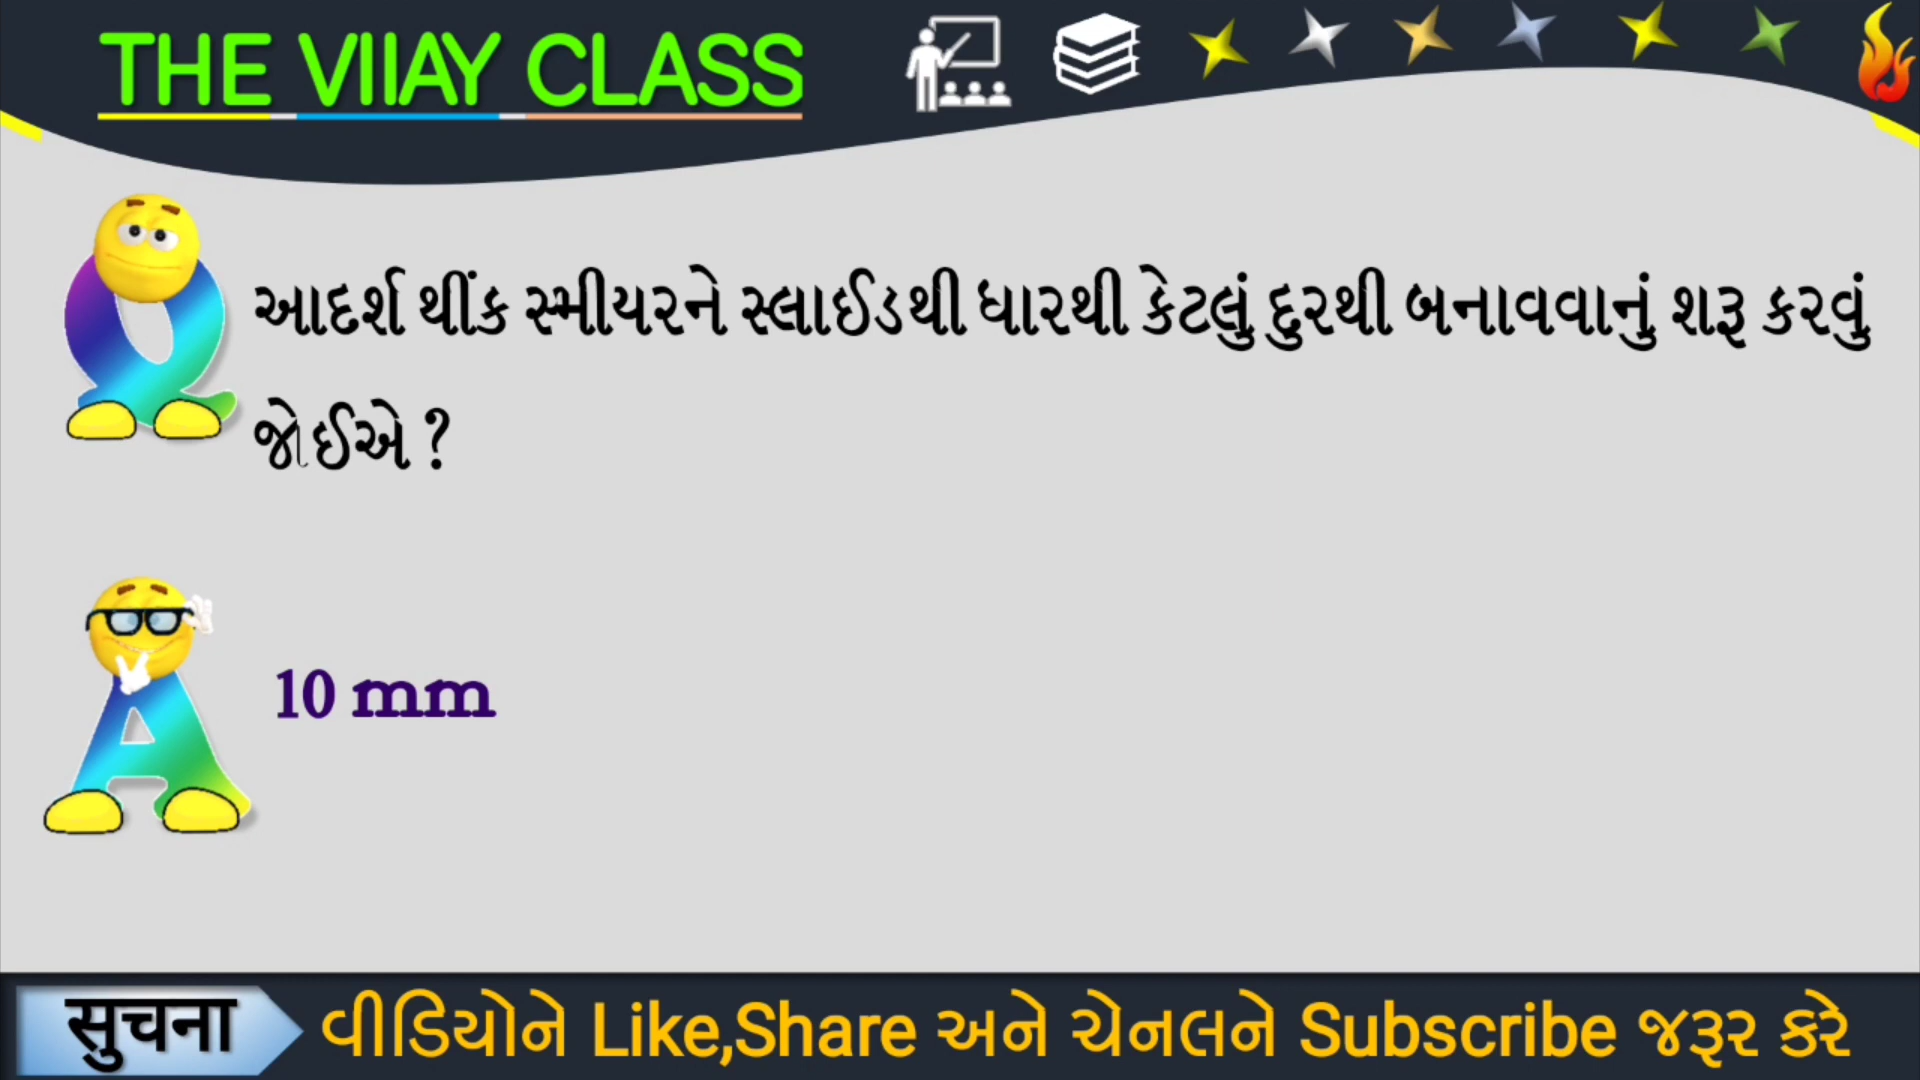 THE VIJAY CLASS
આદર્શ થીંક સ્મીયરને સ્લાઈડથી ધારથી કેટલું દુરથી બનાવવાનું શરૂ કરવું
જોઈએ ?
10 mm
સુचना વીડિયોને Like,Share અને ચેનલને Subscribe જરૂર કરે